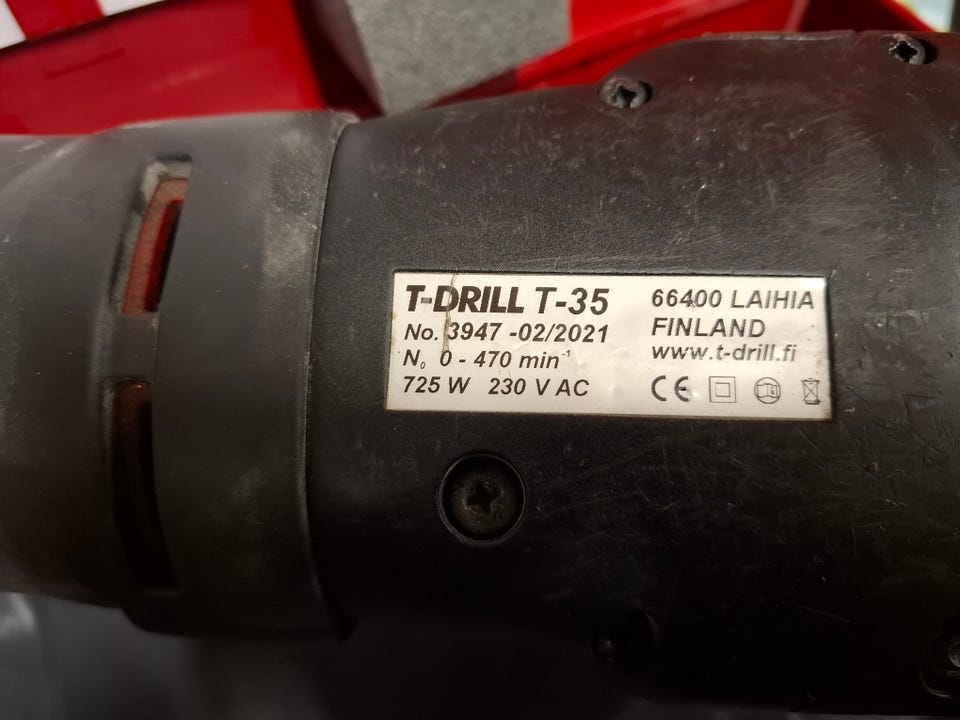 T-DRILL T-35
No. 3947 -02/2021
N₀ 0 - 470 min⁻¹
725 W 230 V AC
66400 LAIHIA
FINLAND
www.t-drill.fi
CE